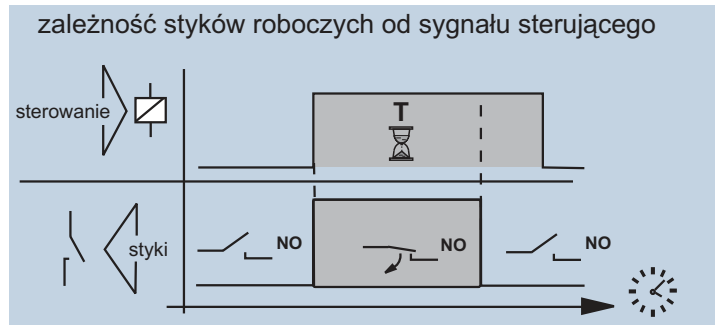 zależność styków roboczych od sygnału sterującego
sterowanie
T
styki
NO
NO
NO